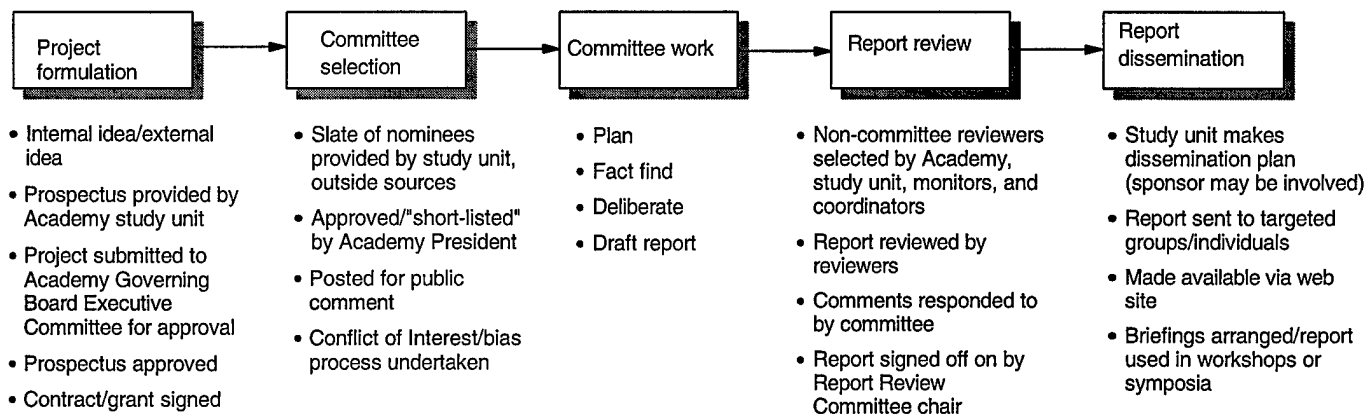 Project
formulation
Committee
selection
Committee work
Report review
Report
dissemination
• Internal idea/external
idea
• Prospectus provided by
Academy study unit
• Project submitted to
Academy Governing
Board Executive
Committee for approval
• Prospectus approved
• Contract/grant signed
• Slate of nominees
provided by study unit,
outside sources
• Approved/"short-listed"
by Academy President
• Posted for public
comment
• Conflict of Interest/bias
process undertaken
• Plan
• Fact find
• Deliberate
• Draft report
• Non-committee reviewers
selected by Academy,
study unit, monitors, and
coordinators
• Report reviewed by
reviewers
• Comments responded to
by committee
• Report signed off on by
Report Review
Committee chair
• Study unit makes
dissemination plan
(sponsor may be involved)
• Report sent to targeted
groups/individuals
• Made available via web
site
• Briefings arranged/report
used in workshops or
symposia